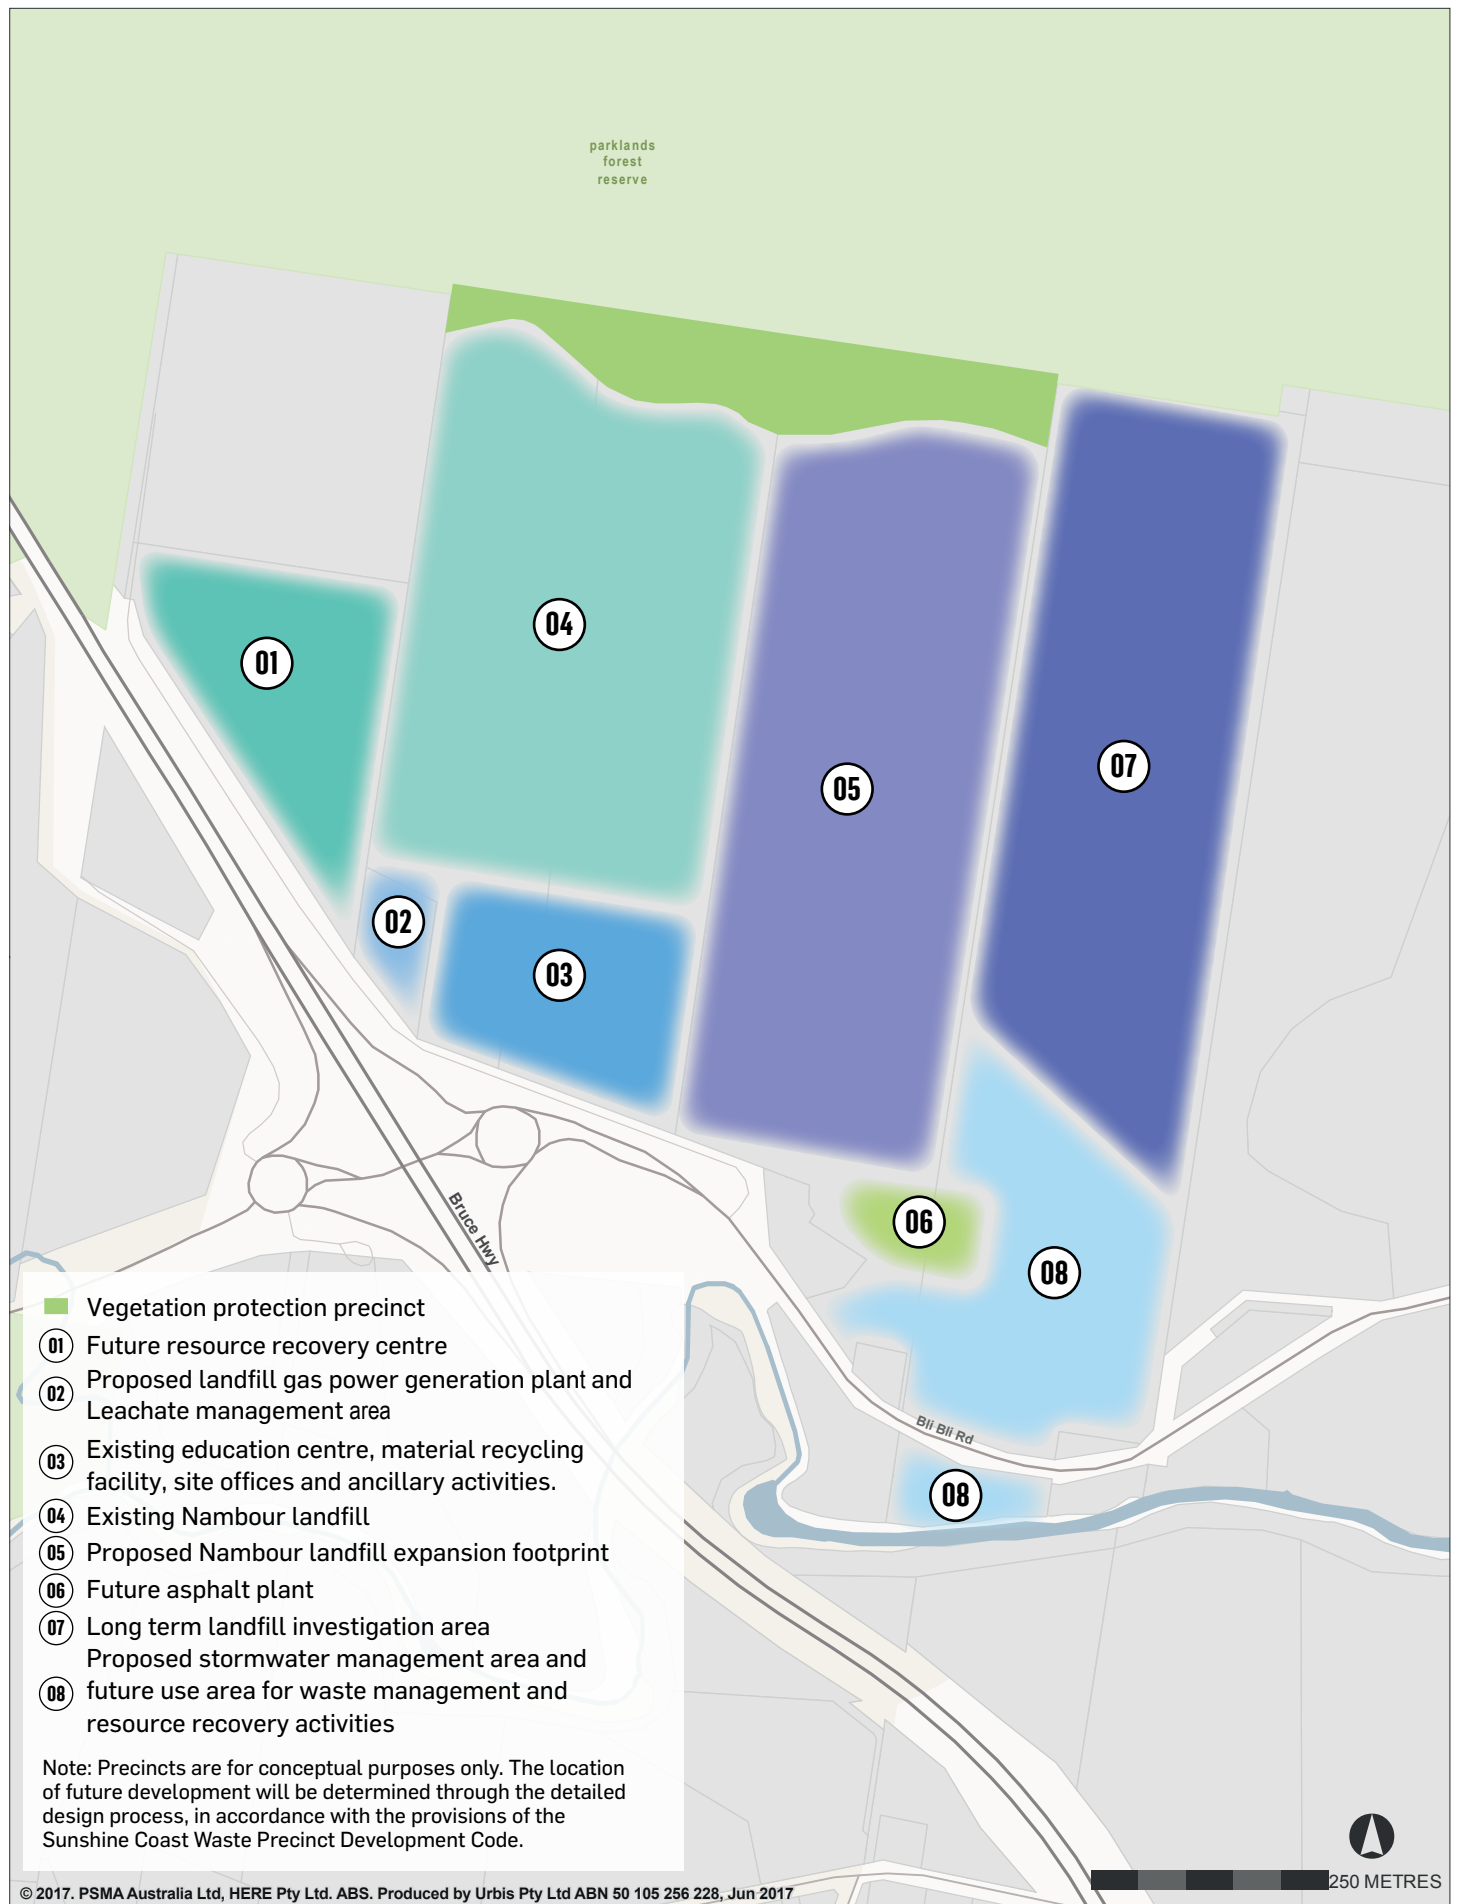 parklands
forest
reserve
04
01
07
05
02
03
06
08
Bruce Hwy
Bli Bli Rd
08
Vegetation protection precinct
01 Future resource recovery centre
02 Proposed landfill gas power generation plant and
Leachate management area
03 Existing education centre, material recycling
facility, site offices and ancillary activities.
04 Existing Nambour landfill
05 Proposed Nambour landfill expansion footprint
06 Future asphalt plant
07 Long term landfill investigation area
Proposed stormwater management area and
08 future use area for waste management and
resource recovery activities
Note: Precincts are for conceptual purposes only. The location
of future development will be determined through the detailed
design process, in accordance with the provisions of the
Sunshine Coast Waste Precinct Development Code.
250 METRES
© 2017. PSMA Australia Ltd, HERE Pty Ltd. ABS. Produced by Urbis Pty Ltd ABN 50 105 256 228, Jun 2017